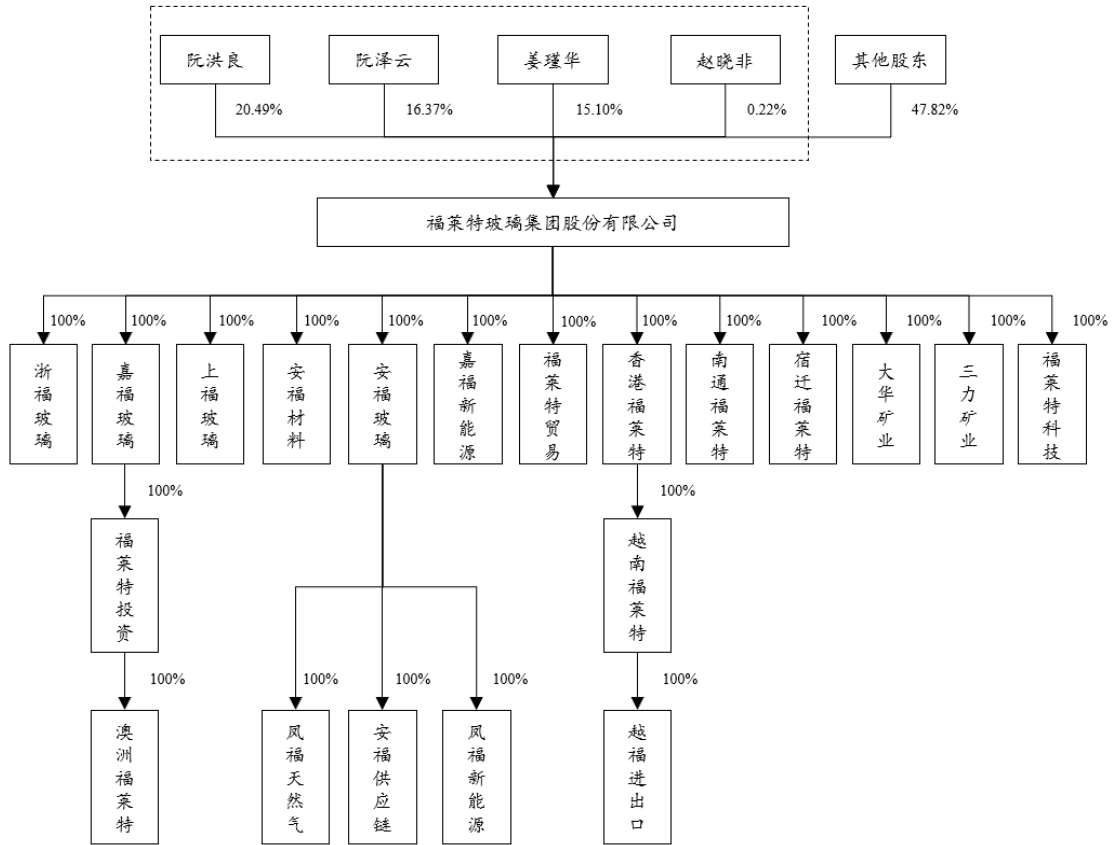 阮洪良
阮泽云
姜瑾华
赵晓非
其他股东
20.49%
16.37%
15.10%
0.22%
47.82%
福莱特玻璃集团股份有限公司
100%
100%
100%
100%
100%
100%
100%
100%
100%
100%
100%
100%
100%
浙福玻璃
嘉福玻璃
上福玻璃
安福材料
安福玻璃
嘉福新能源
福莱特贸易
香港福莱特
南通福莱特
宿迁福莱特
大华矿业
三力矿业
福莱特科技
100%
100%
福莱特投资
越南福莱特
100%
100%
100%
100%
100%
澳洲福莱特
凤福天然气
安福供应链
凤福新能源
越福进出口